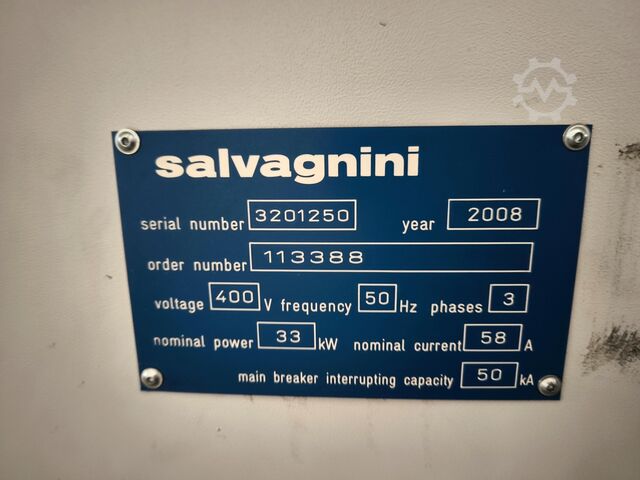 salvagnini
serial number 3201250 year 2008
order number 113388
voltage 400 V frequency 50 Hz phases 3
nominal power 33 kW nominal current 58 A
main breaker interrupting capacity 50 kA